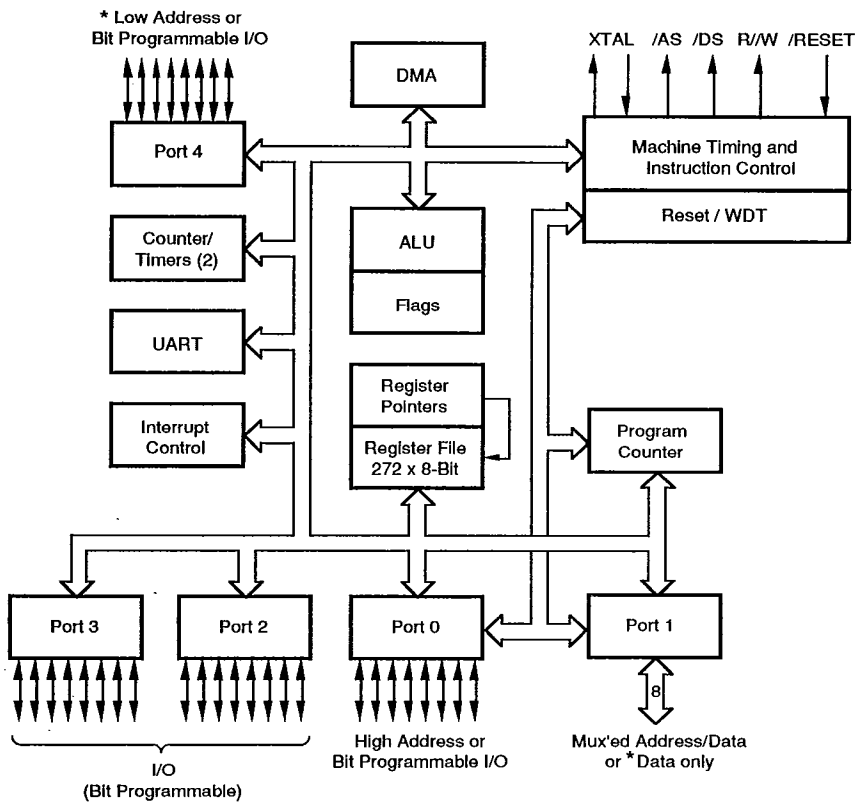 * Low Address or
Bit Programmable I/O
XTAL /AS /DS R//W /RESET
DMA
Port 4
Machine Timing and
Instruction Control
Reset / WDT
Counter/
Timers (2)
ALU
Flags
UART
Register
Pointers
Interrupt
Control
Register File
272 x 8-Bit
Program
Counter
Port 3
Port 2
Port 0
Port 1
8
High Address or
Bit Programmable I/O
Mux'ed Address/Data
or *Data only
I/O
(Bit Programmable)